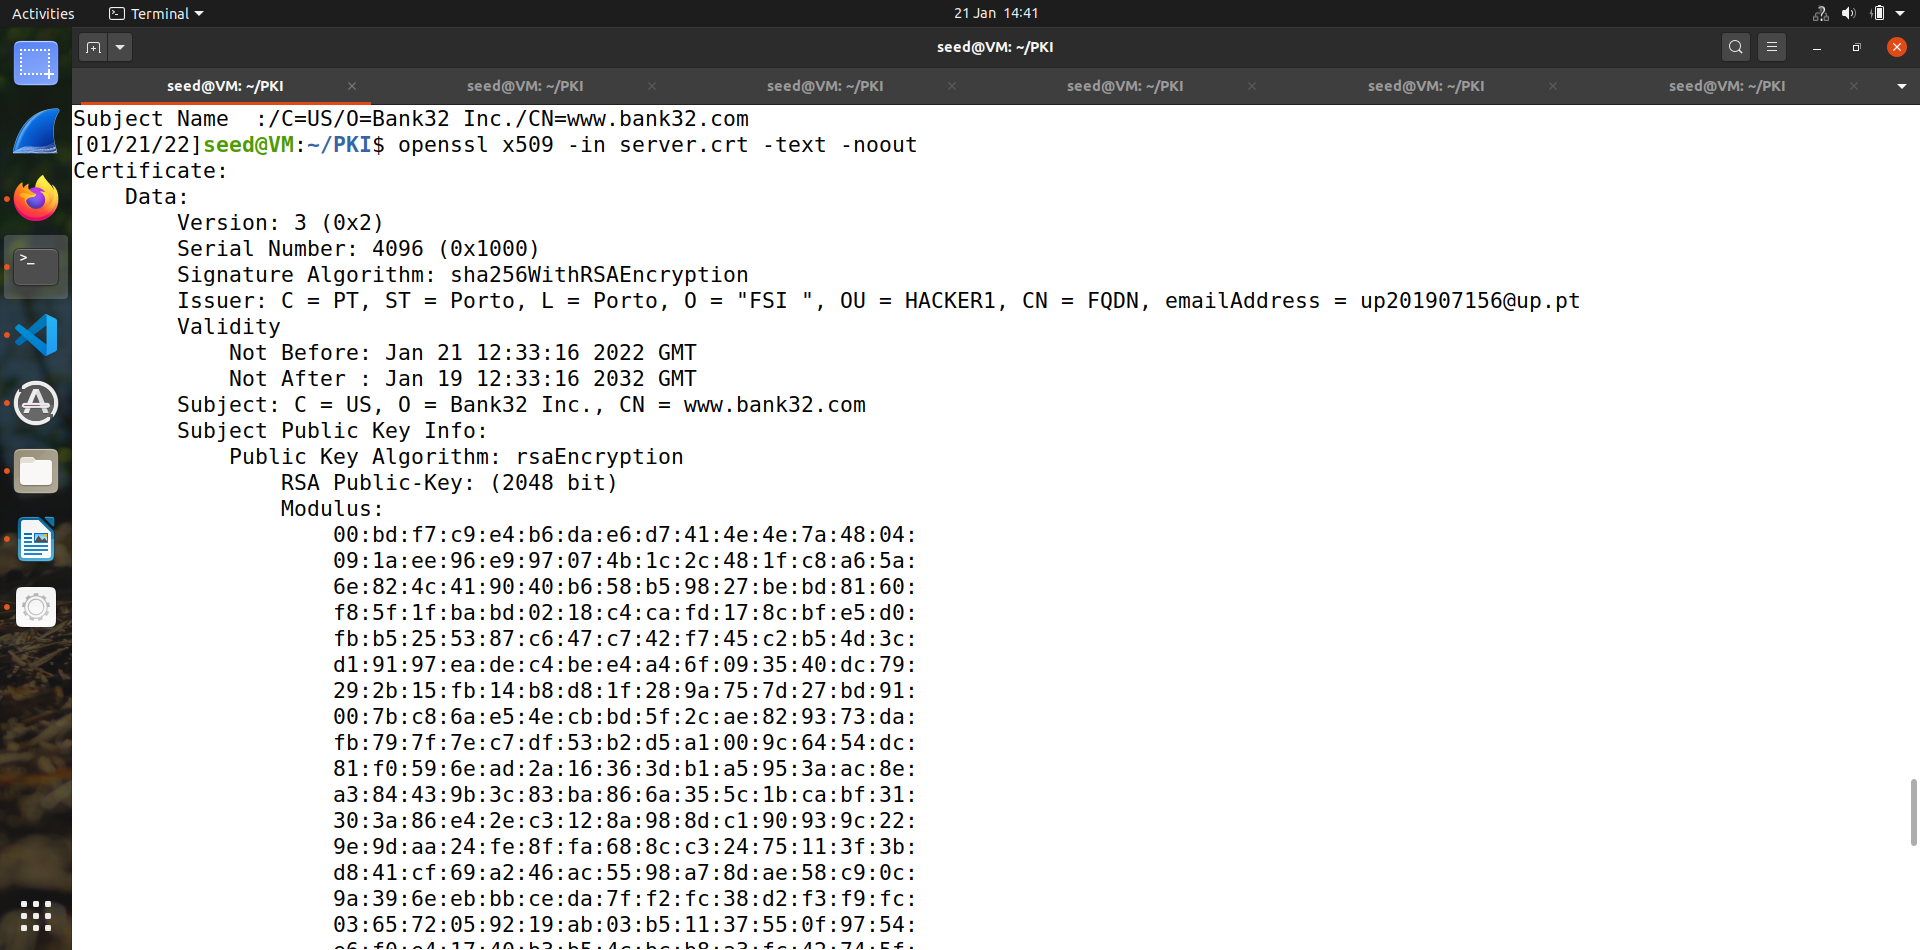 Activities
Terminal
21 Jan 14:41
seed@VM: ~/PKI
seed@VM: ~/PKI
seed@VM: ~/PKI
seed@VM: ~/PKI
seed@VM: ~/PKI
seed@VM: ~/PKI
seed@VM: ~/PKI
Subject Name  :/C=US/O=Bank32 Inc./CN=www.bank32.com
[01/21/22]seed@VM:~/PKI$ openssl x509 -in server.crt -text -noout
Certificate:
    Data:
        Version: 3 (0x2)
        Serial Number: 4096 (0x1000)
        Signature Algorithm: sha256WithRSAEncryption
        Issuer: C = PT, ST = Porto, L = Porto, O = "FSI ", OU = HACKER1, CN = FQDN, emailAddress = up201907156@up.pt
        Validity
            Not Before: Jan 21 12:33:16 2022 GMT
            Not After : Jan 19 12:33:16 2032 GMT
        Subject: C = US, O = Bank32 Inc., CN = www.bank32.com
        Subject Public Key Info:
            Public Key Algorithm: rsaEncryption
                RSA Public-Key: (2048 bit)
                Modulus:
                    00:bd:f7:c9:e4:b6:da:e6:d7:41:4e:4e:7a:48:04:
                    09:1a:ee:96:e9:97:07:4b:1c:2c:48:1f:c8:a6:5a:
                    6e:82:4c:41:90:40:b6:58:b5:98:27:be:bd:81:60:
                    f8:5f:1f:ba:bd:02:18:c4:ca:fd:17:8c:bf:e5:d0:
                    fb:b5:25:53:87:c6:47:c7:42:f7:45:c2:b5:4d:3c:
                    d1:91:97:ea:de:c4:be:e4:a4:6f:09:35:40:dc:79:
                    29:2b:15:fb:14:b8:d8:1f:28:9a:75:7d:27:bd:91:
                    00:7b:c8:6a:e5:4e:cb:bd:5f:2c:ae:82:93:73:da:
                    fb:79:7f:7e:c7:df:53:b2:d5:a1:00:9c:64:54:dc:
                    81:f0:59:6e:ad:2a:16:36:3d:b1:a5:95:3a:ac:8e:
                    a3:84:43:9b:3c:83:ba:86:6a:35:5c:1b:ca:bf:31:
                    30:3a:86:e4:2e:c3:12:8a:98:8d:c1:90:93:9c:22:
                    9e:9d:aa:24:fe:8f:fa:68:8c:c3:24:75:11:3f:3b:
                    d8:41:cf:69:a2:46:ac:55:98:a7:8d:ae:58:c9:0c:
                    9a:39:6e:eb:bb:ce:da:7f:f2:fc:38:d2:f3:f9:fc:
                    03:65:72:05:92:19:ab:03:b5:11:37:55:0f:97:54: